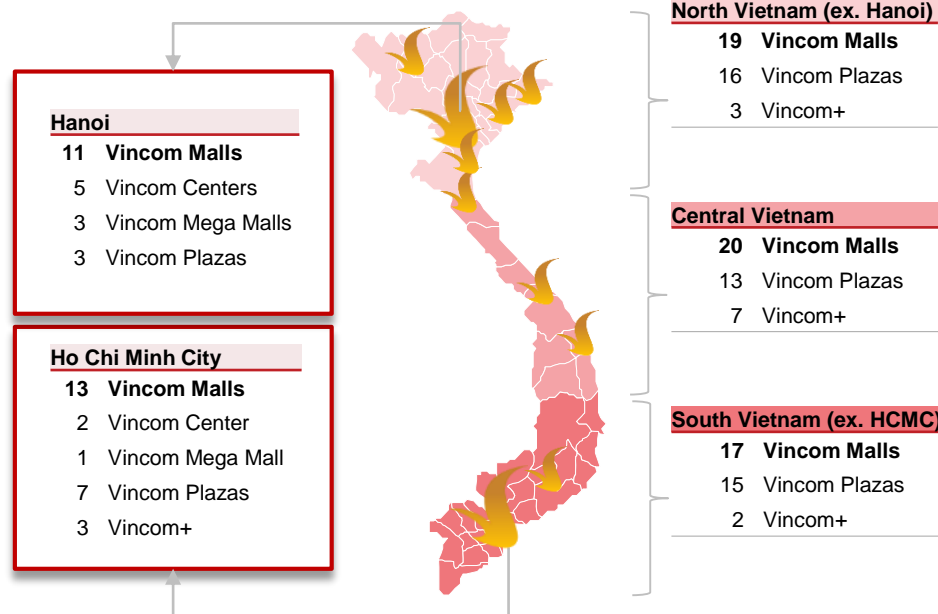 North Vietnam (ex. Hanoi)
19 Vincom Malls
16 Vincom Plazas
3 Vincom+
Hanoi
11 Vincom Malls
5 Vincom Centers
3 Vincom Mega Malls
3 Vincom Plazas
Central Vietnam
20 Vincom Malls
13 Vincom Plazas
7 Vincom+
Ho Chi Minh City
13 Vincom Malls
2 Vincom Center
1 Vincom Mega Mall
7 Vincom Plazas
3 Vincom+
South Vietnam (ex. HCMC)
17 Vincom Malls
15 Vincom Plazas
2 Vincom+